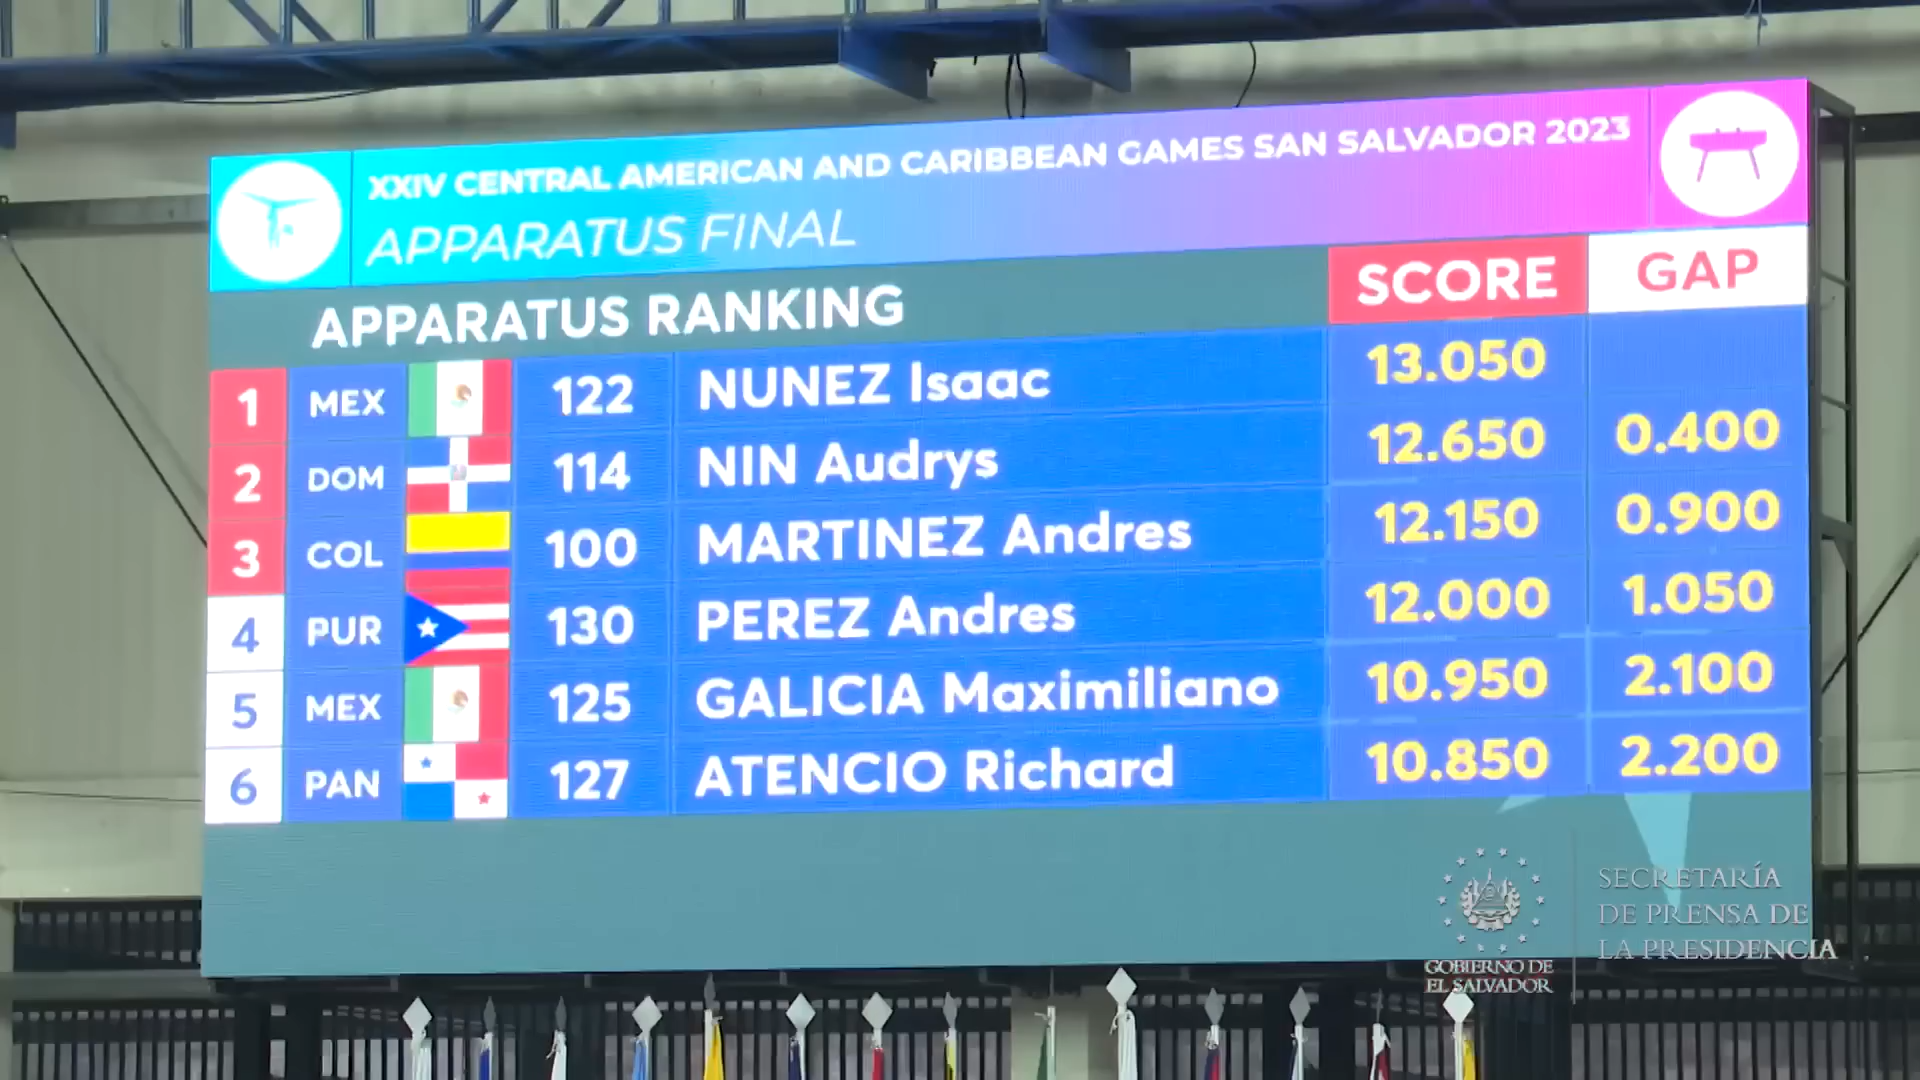 XXIV CENTRAL AMERICAN AND CARIBBEAN GAMES SAN SALVADOR 2023
APPARATUS FINAL
APPARATUS RANKING SCORE GAP
1 MEX 122 NUNEZ Isaac 13.050
2 DOM 114 NIN Audrys 12.650 0.400
3 COL 100 MARTINEZ Andres 12.150 0.900
4 PUR 130 PEREZ Andres 12.000 1.050
5 MEX 125 GALICIA Maximiliano 10.950 2.100
6 PAN 127 ATENCIO Richard 10.850 2.200
GOBIERNO DE
EL SALVADOR
SECRETARÍA
DE PRENSA DE
LA PRESIDENCIA